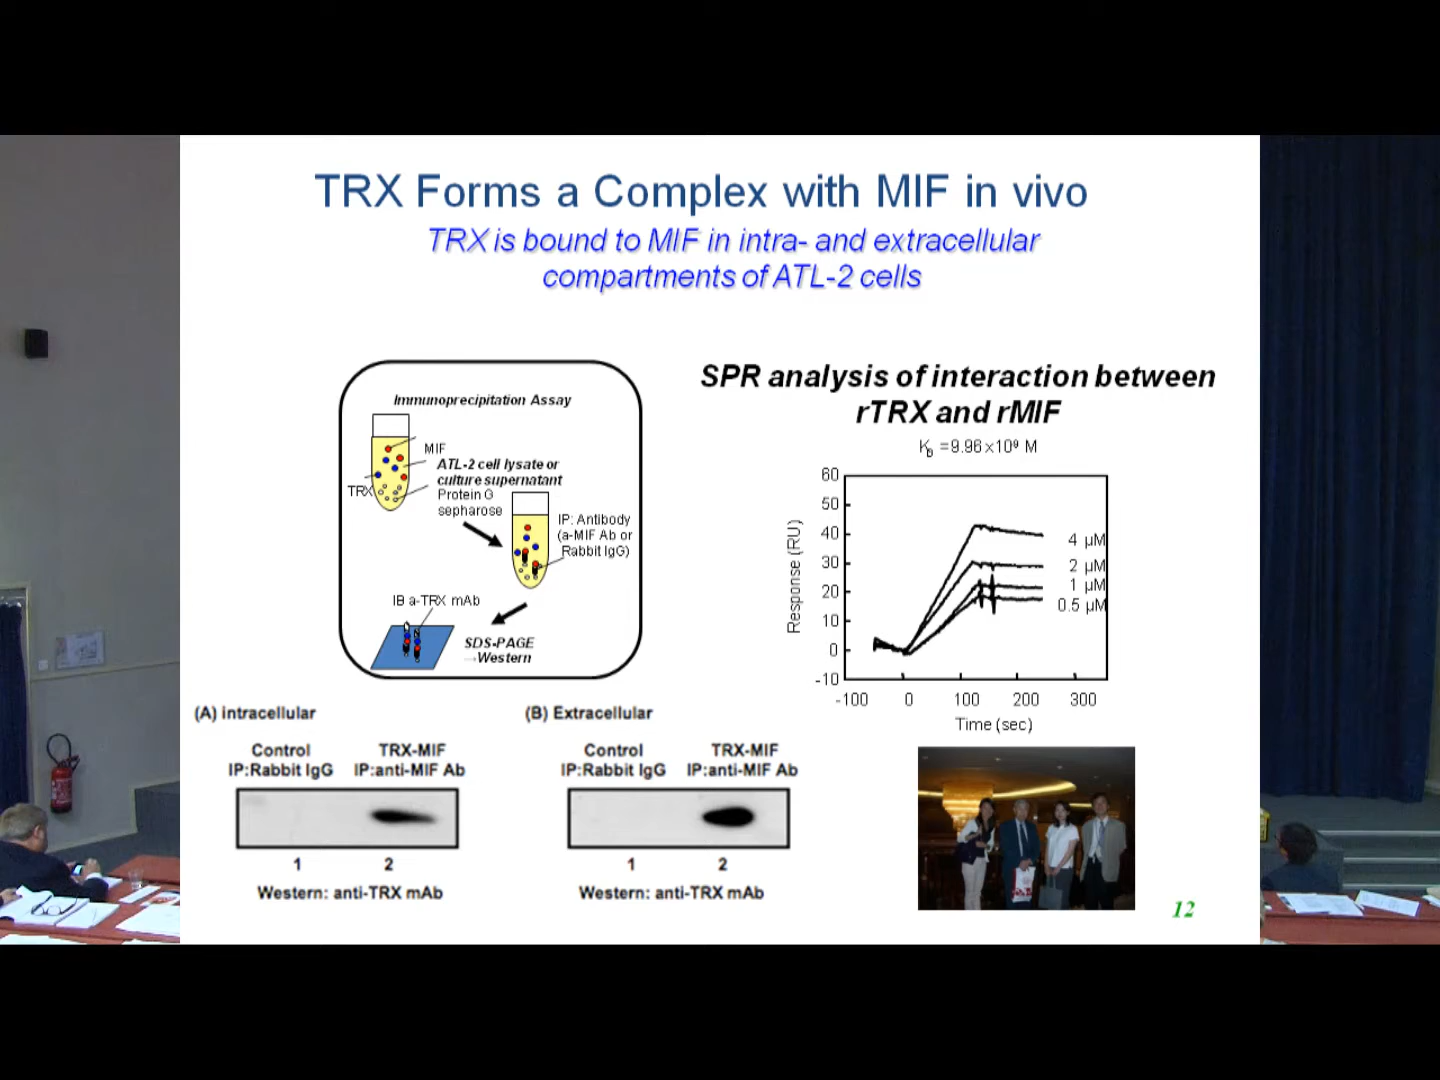 TRX Forms a Complex with MIF in vivo
TRX is bound to MIF in intra- and extracellular
compartments of ATL-2 cells
Immunoprecipitation Assay
MIF
ATL-2 cell lysate or
culture supernatant
TRX
Protein G
sepharose
IP: Antibody
(a-MIF Ab or
Rabbit IgG)
IB a-TRX mAb
SDS-PAGE
→Western
SPR analysis of interaction between
rTRX and rMIF
KD =9.96×10⁹ M
60
50
40
30
20
10
0
-10
Response (RU)
4 µM
2 µM
1 µM
0.5 µM
-100 0 100 200 300
Time (sec)
(A) intracellular
Control
IP:Rabbit IgG
TRX-MIF
IP:anti-MIF Ab
1 2
Western: anti-TRX mAb
(B) Extracellular
Control
IP:Rabbit IgG
TRX-MIF
IP:anti-MIF Ab
1 2
Western: anti-TRX mAb
12